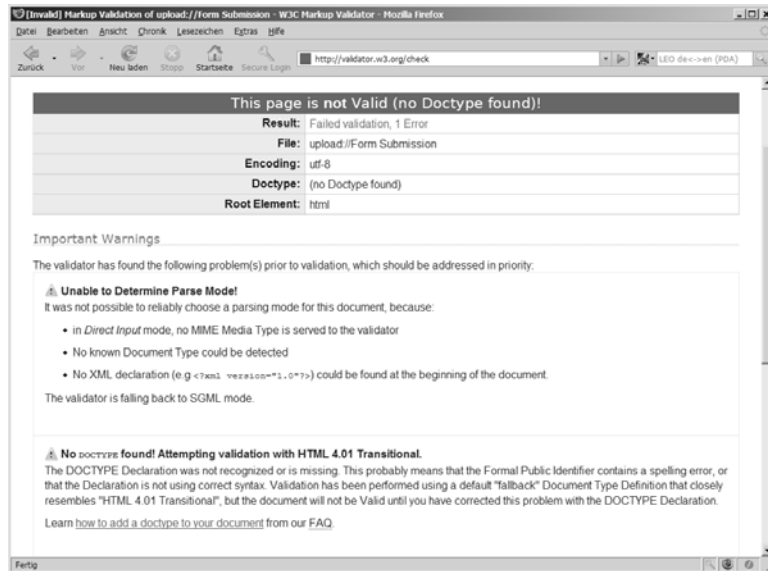 [Invalid] Markup Validation of upload://Form Submission - W3C Markup Validator - Mozilla Firefox
Datei Bearbeiten Ansicht Chronik Lesezeichen Extras Hilfe
Zurück Vor Neu laden Stopp Startseite Secure Login http://validator.w3.org/check LEO de<->en (PDA)
This page is not Valid (no Doctype found)!
Result: Failed validation, 1 Error
File: upload://Form Submission
Encoding: utf-8
Doctype: (no Doctype found)
Root Element: html
Important Warnings
The validator has found the following problem(s) prior to validation, which should be addressed in priority:
Unable to Determine Parse Mode!
It was not possible to reliably choose a parsing mode for this document, because:
• in Direct Input mode, no MIME Media Type is served to the validator
• No known Document Type could be detected
• No XML declaration (e.g <?xml version="1.0"?>) could be found at the beginning of the document.
The validator is falling back to SGML mode.
No DOCTYPE found! Attempting validation with HTML 4.01 Transitional.
The DOCTYPE Declaration was not recognized or is missing. This probably means that the Formal Public Identifier contains a spelling error, or
that the Declaration is not using correct syntax. Validation has been performed using a default "fallback" Document Type Definition that closely
resembles "HTML 4.01 Transitional", but the document will not be Valid until you have corrected this problem with the DOCTYPE Declaration.
Learn how to add a doctype to your document from our FAQ.
Fertig